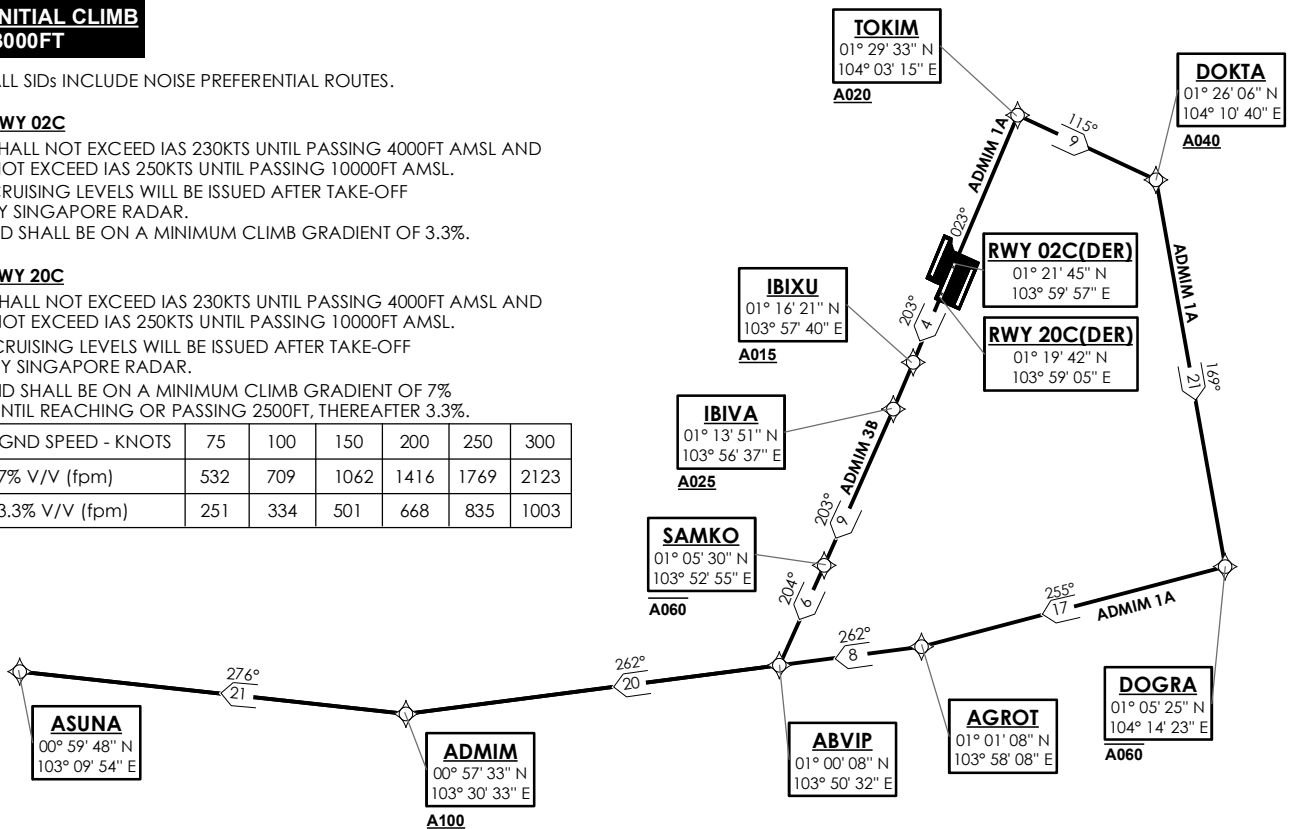 NITIAL CLIMB
3000FT
ALL SIDs INCLUDE NOISE PREFERENTIAL ROUTES.
WY 02C
HALL NOT EXCEED IAS 230KTS UNTIL PASSING 4000FT AMSL AND
NOT EXCEED IAS 250KTS UNTIL PASSING 10000FT AMSL.
CRUISING LEVELS WILL BE ISSUED AFTER TAKE-OFF
Y SINGAPORE RADAR.
D SHALL BE ON A MINIMUM CLIMB GRADIENT OF 3.3%.
WY 20C
HALL NOT EXCEED IAS 230KTS UNTIL PASSING 4000FT AMSL AND
NOT EXCEED IAS 250KTS UNTIL PASSING 10000FT AMSL.
CRUISING LEVELS WILL BE ISSUED AFTER TAKE-OFF
Y SINGAPORE RADAR.
ID SHALL BE ON A MINIMUM CLIMB GRADIENT OF 7%
NTIL REACHING OR PASSING 2500FT, THEREAFTER 3.3%.
GND SPEED - KNOTS 75 100 150 200 250 300
7% V/V (fpm) 532 709 1062 1416 1769 2123
3.3% V/V (fpm) 251 334 501 668 835 1003
TOKIM
01° 29' 33" N
104° 03' 15" E
A020
DOKTA
01° 26' 06" N
104° 10' 40" E
A040
115°
9
ADMIM 1A
023°
RWY 02C(DER)
01° 21' 45" N
103° 59' 57" E
RWY 20C(DER)
01° 19' 42" N
103° 59' 05" E
ADMIM 1A
169°
21
IBIXU
01° 16' 21" N
103° 57' 40" E
A015
203°
4
IBIVA
01° 13' 51" N
103° 56' 37" E
A025
ADMIM 3B
203°
9
SAMKO
01° 05' 30" N
103° 52' 55" E
A060
204°
6
255°
17
ADMIM 1A
262°
8
262°
20
276°
21
DOGRA
01° 05' 25" N
104° 14' 23" E
A060
AGROT
01° 01' 08" N
103° 58' 08" E
ABVIP
01° 00' 08" N
103° 50' 32" E
ADMIM
00° 57' 33" N
103° 30' 33" E
A100
ASUNA
00° 59' 48" N
103° 09' 54" E